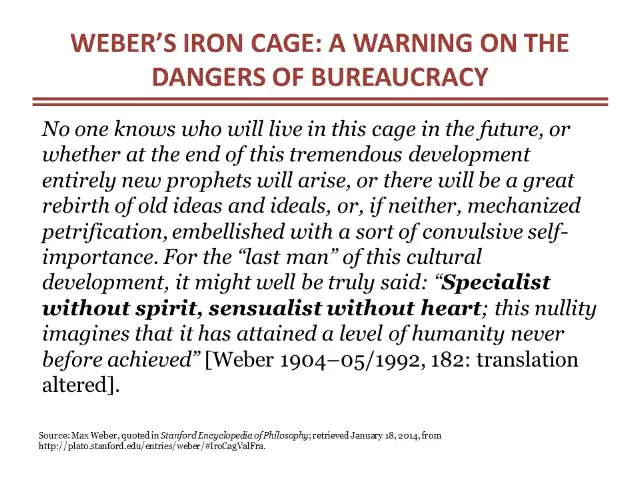 WEBER’S IRON CAGE: A WARNING ON THE
DANGERS OF BUREAUCRACY
No one knows who will live in this cage in the future, or
whether at the end of this tremendous development
entirely new prophets will arise, or there will be a great
rebirth of old ideas and ideals, or, if neither, mechanized
petrification, embellished with a sort of convulsive self-
importance. For the “last man” of this cultural
development, it might well be truly said: “Specialist
without spirit, sensualist without heart; this nullity
imagines that it has attained a level of humanity never
before achieved” [Weber 1904–05/1992, 182: translation
altered].
Source: Max Weber, quoted in Stanford Encyclopedia of Philosophy; retrieved January 18, 2014, from
http://plato.stanford.edu/entries/weber/#IroCagValFra.